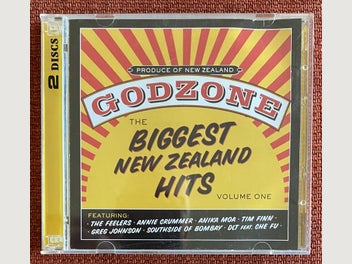 2 DISCS
PRODUCE OF NEW ZEALAND
GODZONE
THE
BIGGEST
NEW ZEALAND
HITS
VOLUME ONE
FEATURING:
· THE FEELERS · ANNIE CRUMMER · ANIKA MOA · TIM FINN ·
· GREG JOHNSON · SOUTHSIDE OF BOMBAY · DLT FEAT. CHE FU ·